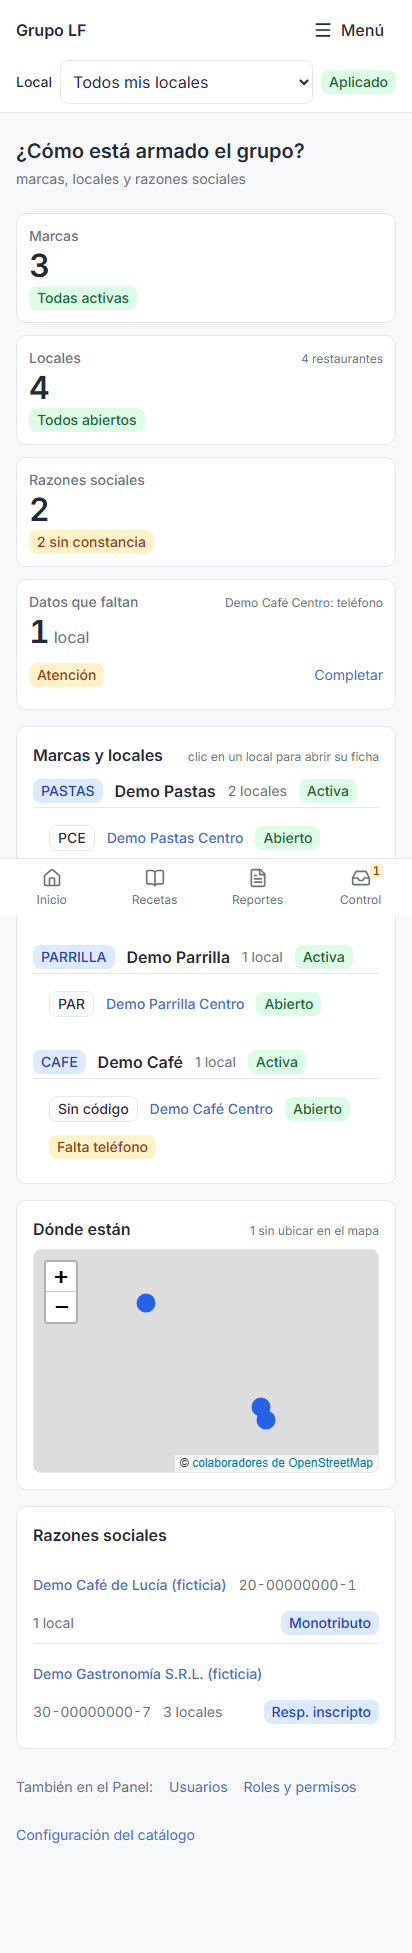 Grupo LF
Menú
Local
Todos mis locales
Aplicado
¿Cómo está armado el grupo?
marcas, locales y razones sociales
Marcas
3
Todas activas
Locales
4 restaurantes
4
Todos abiertos
Razones sociales
2
2 sin constancia
Datos que faltan
Demo Café Centro: teléfono
1 local
Atención
Completar
Marcas y locales
clic en un local para abrir su ficha
PASTAS Demo Pastas 2 locales Activa
PCE Demo Pastas Centro Abierto
Inicio
Recetas
Reportes
Control
1
PARRILLA Demo Parrilla 1 local Activa
PAR Demo Parrilla Centro Abierto
CAFE Demo Café 1 local Activa
Sin código Demo Café Centro Abierto
Falta teléfono
Dónde están
1 sin ubicar en el mapa
+
−
© colaboradores de OpenStreetMap
Razones sociales
Demo Café de Lucía (ficticia) 20-00000000-1
1 local Monotributo
Demo Gastronomía S.R.L. (ficticia)
30-00000000-7 3 locales Resp. inscripto
También en el Panel: Usuarios Roles y permisos
Configuración del catálogo